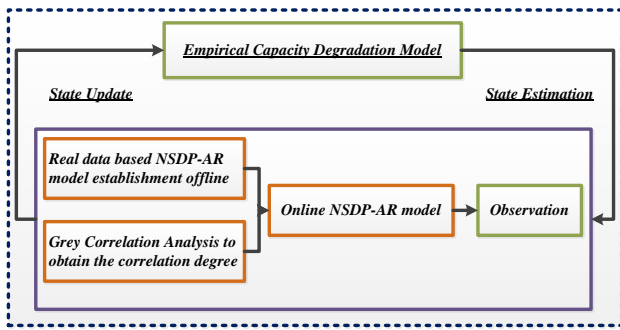 Empirical Capacity Degradation Model
State Update
State Estimation
Real data based NSDP-AR
model establishment offline
Online NSDP-AR model
Observation
Grey Correlation Analysis to
obtain the correlation degree